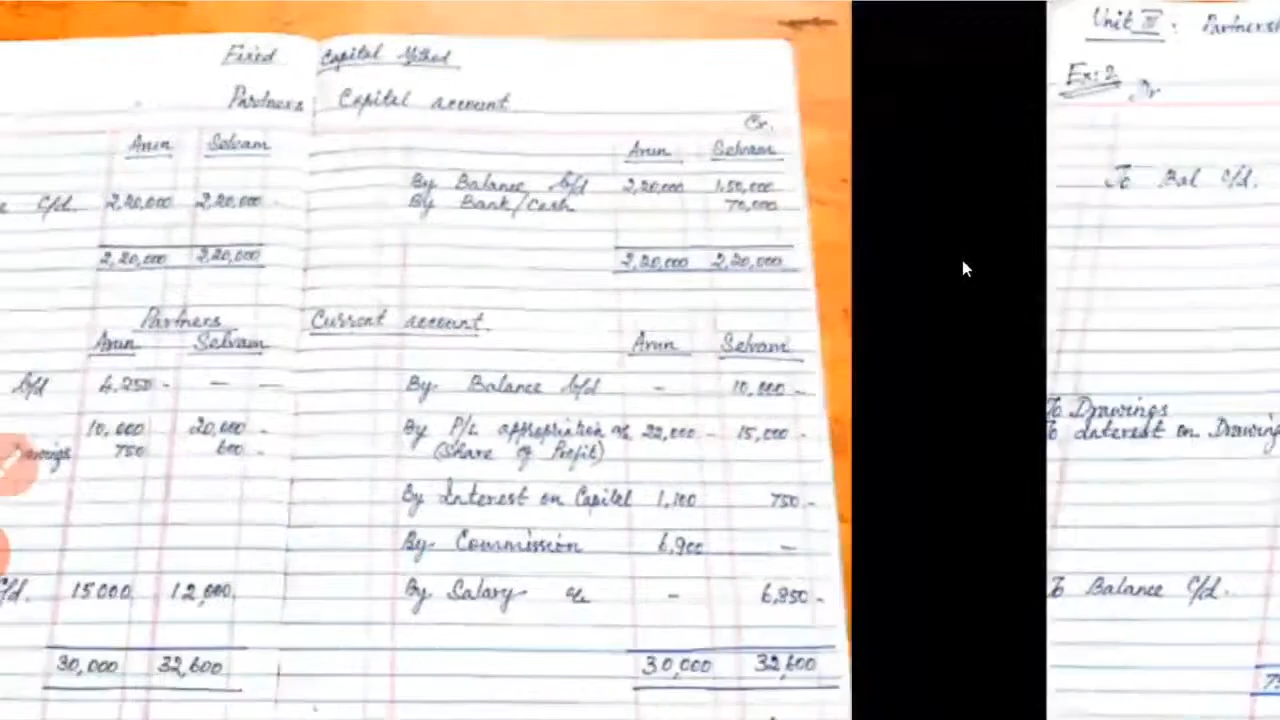 Fixed Capital Method
Partners Capital account
Cr.
Arun Selvam Arun Selvam
By Balance b/d 2,20,000 1,50,000
c/d. 2,20,000 2,20,000 By Bank/Cash 70,000
2,20,000 2,20,000 2,20,000 2,20,000
Partners Current account.
Arun Selvam Arun Selvam
b/d 4,250 - — — By Balance b/d - 10,000 -
10,000 20,000 - By P/L appropriation a/c 22,000 - 15,000 -
750 600 - (Share of Profit)
By Interest on Capital 1,100 750 -
By Commission 6,900 —
c/d. 15000 12,000 By Salary a/c - 6,850 -
30,000 32,600 30,000 32,600
Unit III : Partners
Ex: 2
Dr
To Bal c/d.
To Drawings
To Interest on Drawing
To Balance c/d.